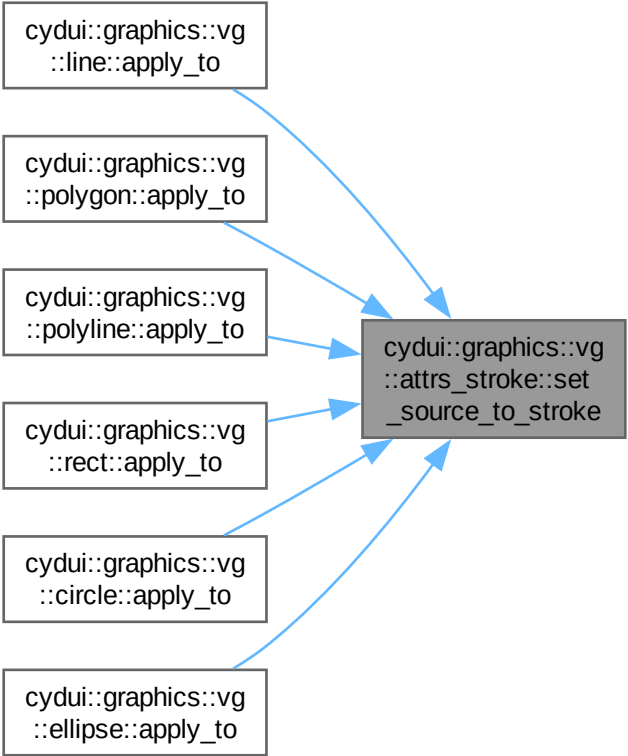 cydui::graphics::vg
::line::apply_to
cydui::graphics::vg
::polygon::apply_to
cydui::graphics::vg
::polyline::apply_to
cydui::graphics::vg
::attrs_stroke::set
_source_to_stroke
cydui::graphics::vg
::rect::apply_to
cydui::graphics::vg
::circle::apply_to
cydui::graphics::vg
::ellipse::apply_to